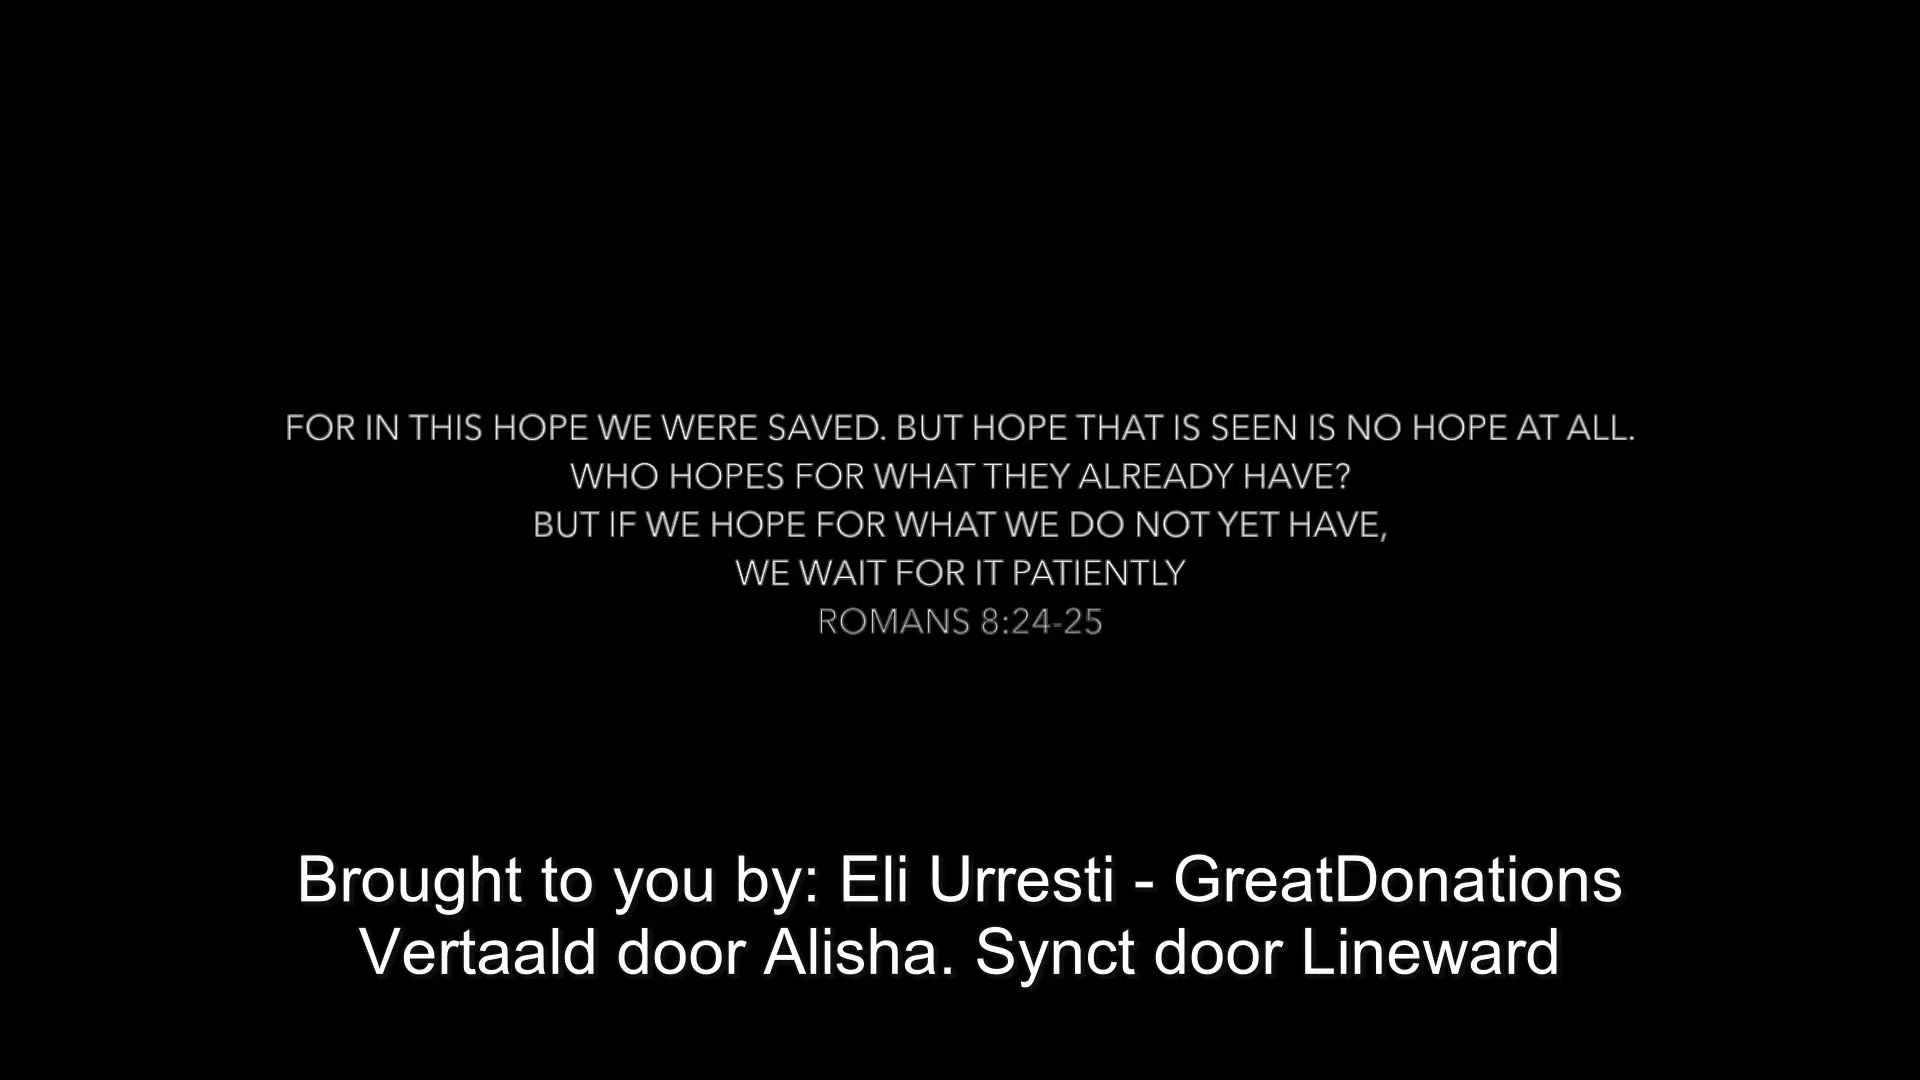 FOR IN THIS HOPE WE WERE SAVED. BUT HOPE THAT IS SEEN IS NO HOPE AT ALL.
WHO HOPES FOR WHAT THEY ALREADY HAVE?
BUT IF WE HOPE FOR WHAT WE DO NOT YET HAVE,
WE WAIT FOR IT PATIENTLY
ROMANS 8:24-25
Brought to you by: Eli Urresti - GreatDonations
Vertaald door Alisha. Synct door Lineward